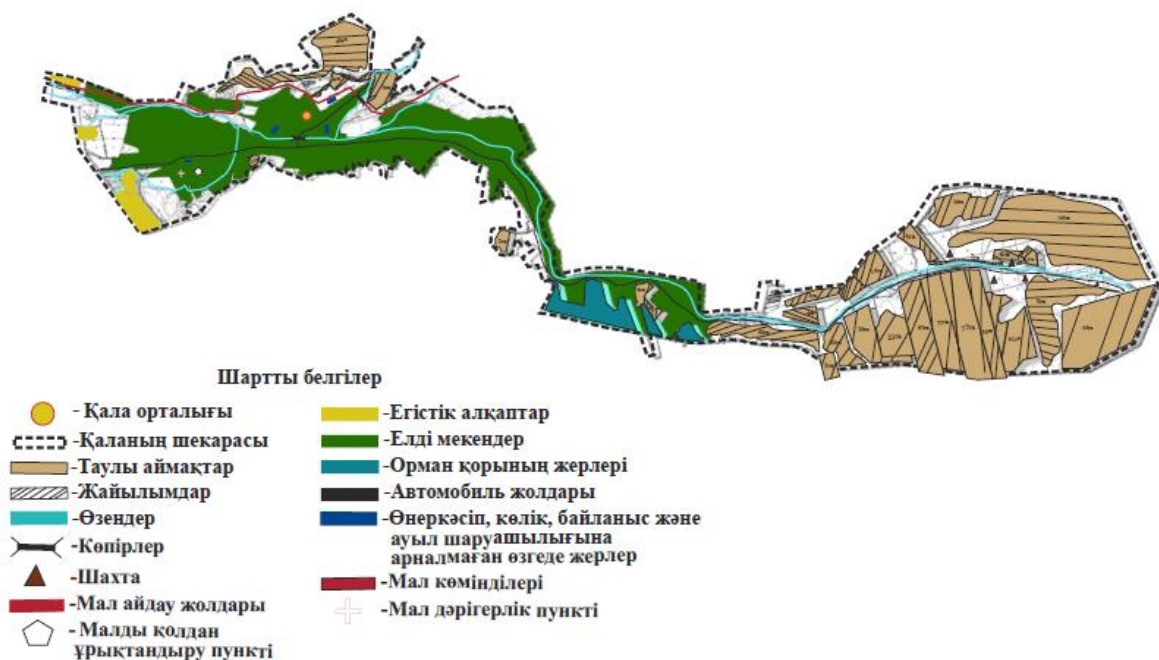 Шартты белгілер
- Қала орталығы
-Қаланың шекарасы
-Таулы аймақтар
-Жайылымдар
-Өзендер
-Көпірлер
-Шахта
-Мал айдау жолдары
- Малды қолдан
ұрықтандыру пункті
-Егістік алқаптар
-Елді мекендер
-Орман қорының жерлері
-Автомобиль жолдары
-Өнеркәсіп, көлік, байланыс және
ауыл шаруашылығына
арналмаған өзгеде жерлер
-Мал көмінділері
-Мал дәрігерлік пункті